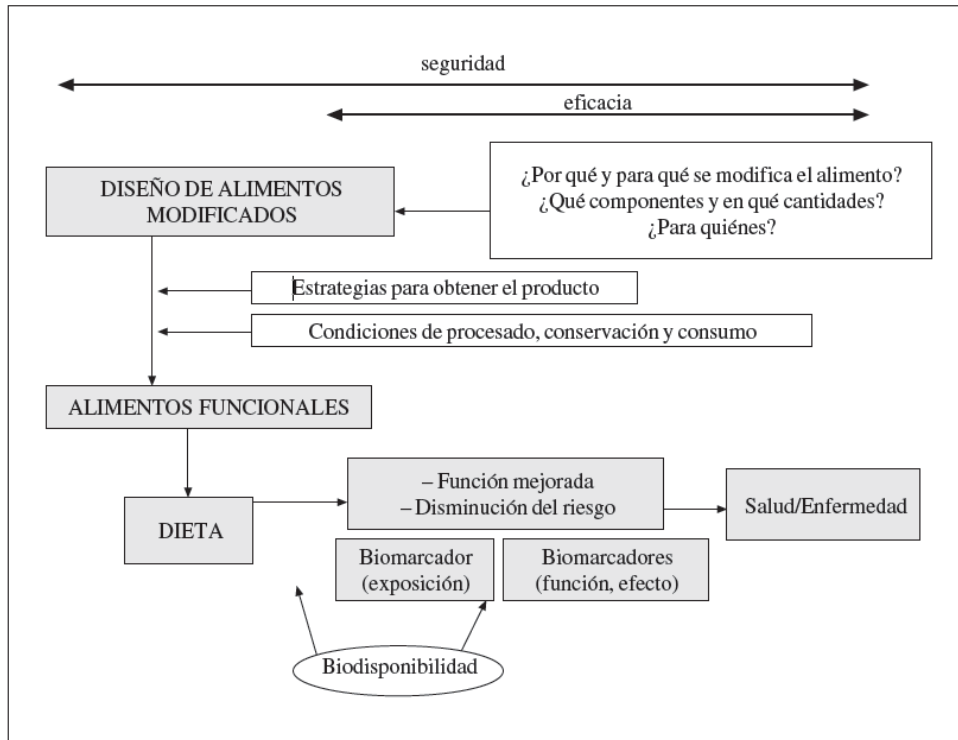 seguridad
eficacia
DISEÑO DE ALIMENTOS
MODIFICADOS
¿Por qué y para qué se modifica el alimento?
¿Qué componentes y en qué cantidades?
¿Para quiénes?
Estrategias para obtener el producto
Condiciones de procesado, conservación y consumo
ALIMENTOS FUNCIONALES
DIETA
– Función mejorada
– Disminución del riesgo
Salud/Enfermedad
Biomarcador
(exposición)
Biomarcadores
(función, efecto)
Biodisponibilidad